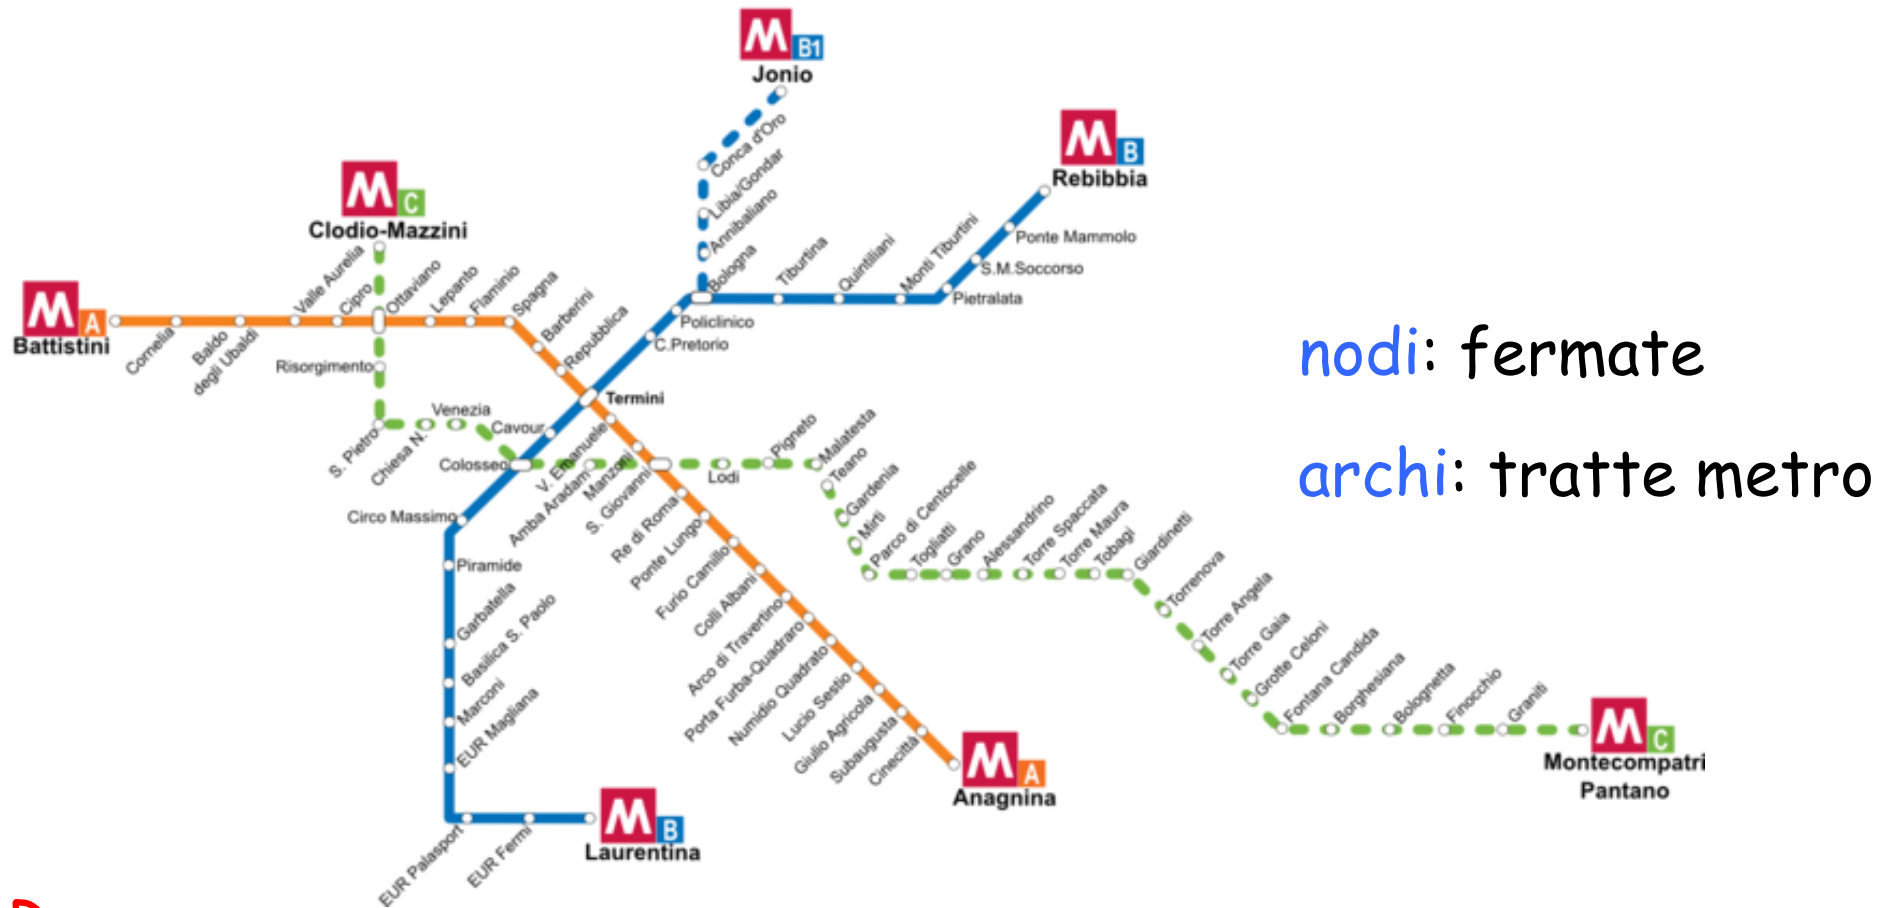 M B1
Jonio
Conca d'Oro
Libia/Gondar
Annibaliano
Bologna
M B
Rebibbia
Ponte Mammolo
S.M.Soccorso
Pietralata
Monti Tiburtini
Quintiliani
Tiburtina
Policlinico
C.Pretorio
M C
Clodio-Mazzini
M A
Battistini
Cornelia
Baldo
degli Ubaldi
Valle Aurelia
Cipro
Ottaviano
Lepanto
Flaminio
Spagna
Barberini
Repubblica
Termini
Risorgimento
S. Pietro
Chiesa N.
Venezia
Cavour
Colosseo
Circo Massimo
Piramide
Garbatella
Basilica S. Paolo
Marconi
EUR Magliana
EUR Palasport
EUR Fermi
M B
Laurentina
V. Emanuele
Amba Aradam
Manzoni
S. Giovanni
Re di Roma
Ponte Lungo
Furio Camillo
Colli Albani
Arco di Travertino
Porta Furba-Quadraro
Numidio Quadrato
Lucio Sestio
Giulio Agricola
Subaugusta
Cinecittà
M A
Anagnina
Lodi
Pigneto
Malatesta
Teano
Gardenia
Mirti
Parco di Centocelle
Togliatti
Grano
Alessandrino
Torre Spaccata
Torre Maura
Tobagi
Giardinetti
Torrenova
Torre Angela
Torre Gaia
Grotte Celoni
Fontana Candida
Borghesiana
Bolognetta
Finocchio
Graniti
M C
Montecompatri
Pantano
nodi: fermate
archi: tratte metro